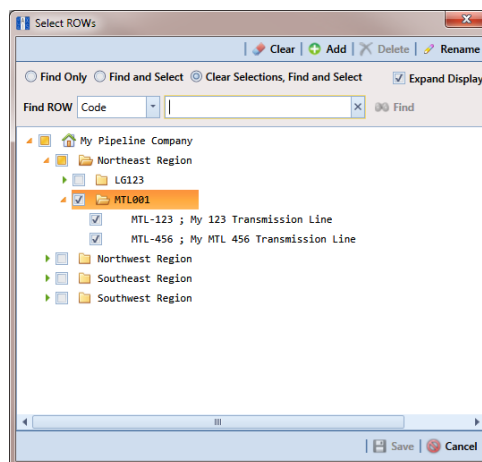 Select ROWs
Clear Add Delete Rename
Find Only Find and Select Clear Selections, Find and Select Expand Display
Find ROW Code Find
My Pipeline Company
Northeast Region
LG123
MTL001
MTL-123 ; My 123 Transmission Line
MTL-456 ; My MTL 456 Transmission Line
Northwest Region
Southeast Region
Southwest Region
Save Cancel